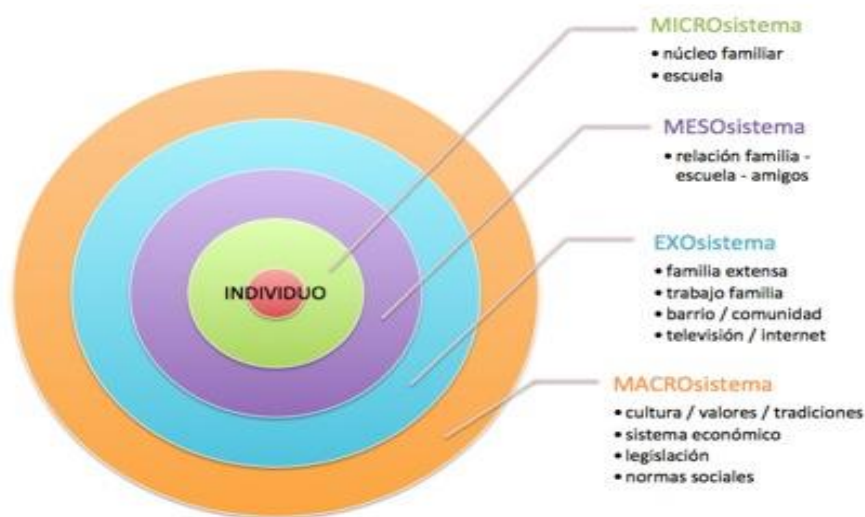 MICROsistema
• núcleo familiar
• escuela
MESOsistema
• relación familia -
escuela - amigos
EXOsistema
• familia extensa
• trabajo familia
• barrio / comunidad
• televisión / internet
INDIVIDUO
MACROsistema
• cultura / valores / tradiciones
• sistema económico
• legislación
• normas sociales